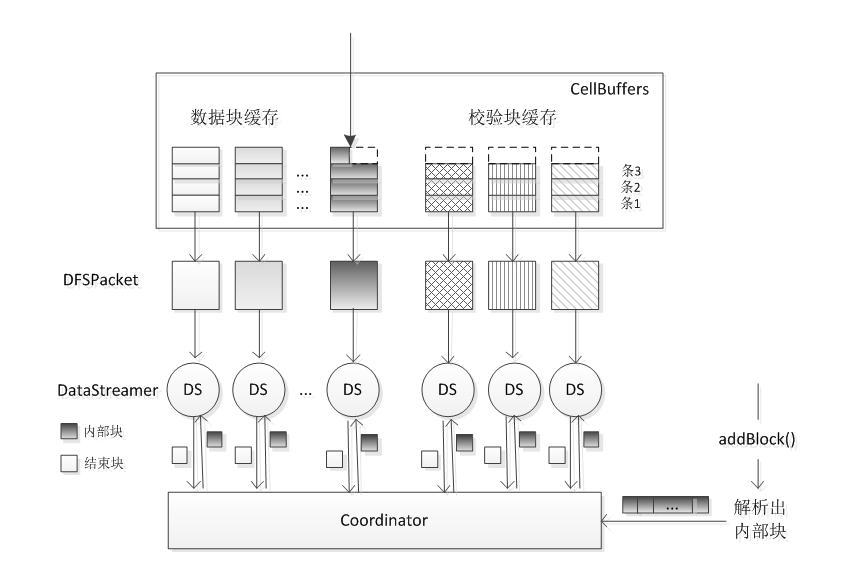 CellBuffers
数据块缓存
校验块缓存
...
...
...
条3
条2
条1
DFSPacket
DataStreamer
DS
DS
...
DS
DS
DS
DS
内部块
结束块
addBlock()
Coordinator
...
解析出
内部块